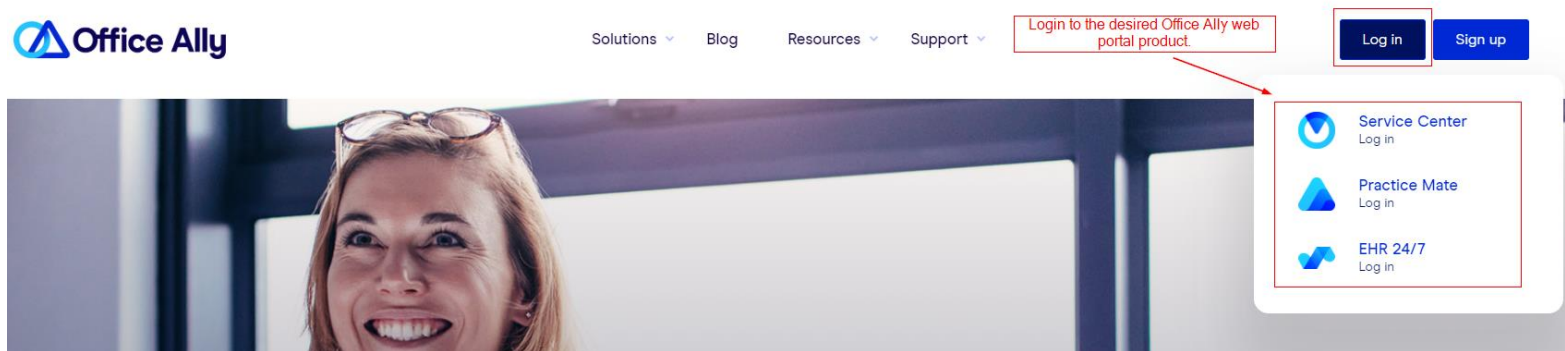 Office Ally
Solutions
Blog
Resources
Support
Login to the desired Office Ally web
portal product.
Log in
Sign up
Service Center
Log in
Practice Mate
Log in
EHR 24/7
Log in